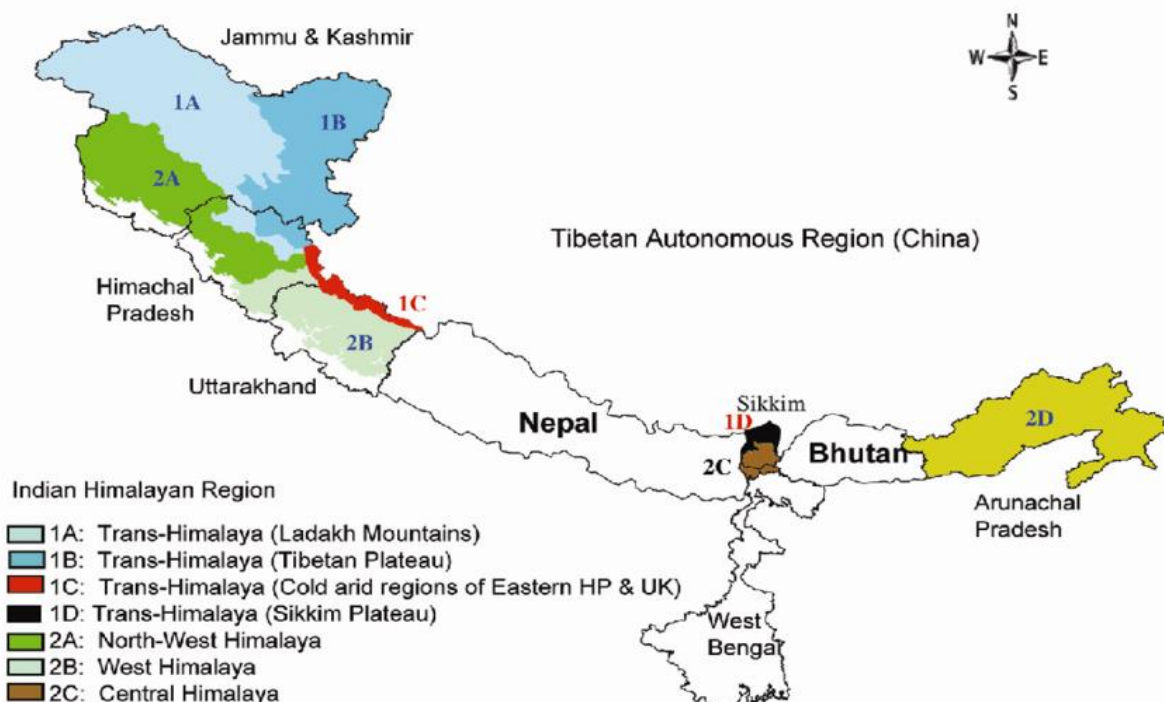 Jammu & Kashmir
N
W E
S
1A
1B
2A
Tibetan Autonomous Region (China)
Himachal
Pradesh
1C
2B
Uttarakhand
Sikkim
1D
Nepal
2D
Bhutan
2C
Arunachal
Pradesh
Indian Himalayan Region
1A: Trans-Himalaya (Ladakh Mountains)
1B: Trans-Himalaya (Tibetan Plateau)
1C: Trans-Himalaya (Cold arid regions of Eastern HP & UK)
1D: Trans-Himalaya (Sikkim Plateau)
2A: North-West Himalaya
2B: West Himalaya
2C: Central Himalaya
West
Bengal